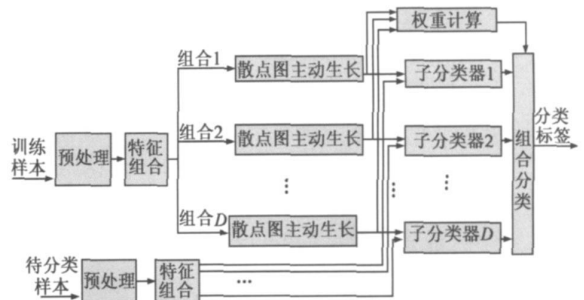 权重计算
组合1
散点图主动生长
子分类器1
训练
样本
预处理
特征
组合
组合2
散点图主动生长
子分类器2
组合分类
分类
标签
⋮
⋮
⋮
组合D
散点图主动生长
子分类器D
待分类
样本
预处理
特征
组合
…